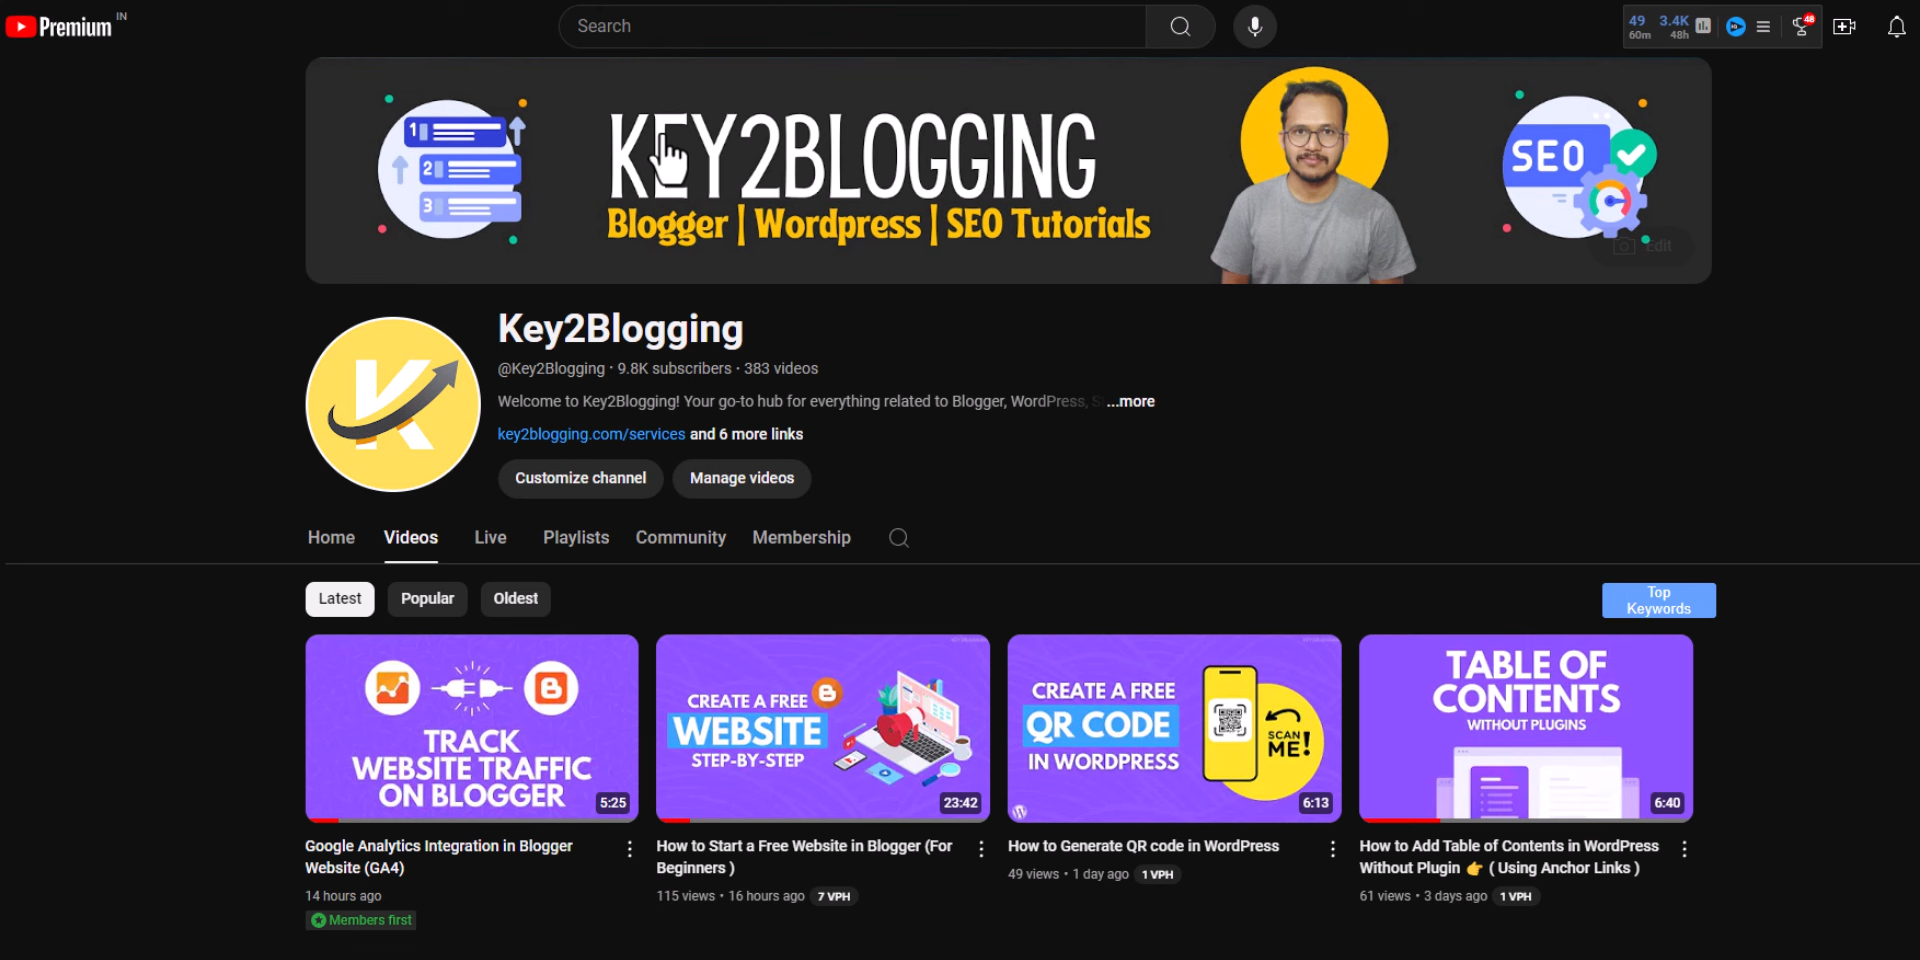 Premium IN
Search
49 3.4K
60m 48h
48
KEY2BLOGGING
Blogger | Wordpress | SEO Tutorials
1
2
3
SEO
Edit
K
Key2Blogging
@Key2Blogging · 9.8K subscribers · 383 videos
Welcome to Key2Blogging! Your go-to hub for everything related to Blogger, WordPress, S ...more
key2blogging.com/services and 6 more links
Customize channel Manage videos
Home Videos Live Playlists Community Membership
Latest Popular Oldest
Top
Keywords
TRACK
WEBSITE TRAFFIC
ON BLOGGER
5:25
Google Analytics Integration in Blogger
Website (GA4)
14 hours ago
Members first
CREATE A FREE
WEBSITE
STEP-BY-STEP
23:42
How to Start a Free Website in Blogger (For
Beginners )
115 views • 16 hours ago 7 VPH
CREATE A FREE
QR CODE
IN WORDPRESS
SCAN
ME!
6:13
How to Generate QR code in WordPress
49 views • 1 day ago 1 VPH
TABLE OF
CONTENTS
WITHOUT PLUGINS
6:40
How to Add Table of Contents in WordPress
Without Plugin 👉 ( Using Anchor Links )
61 views • 3 days ago 1 VPH